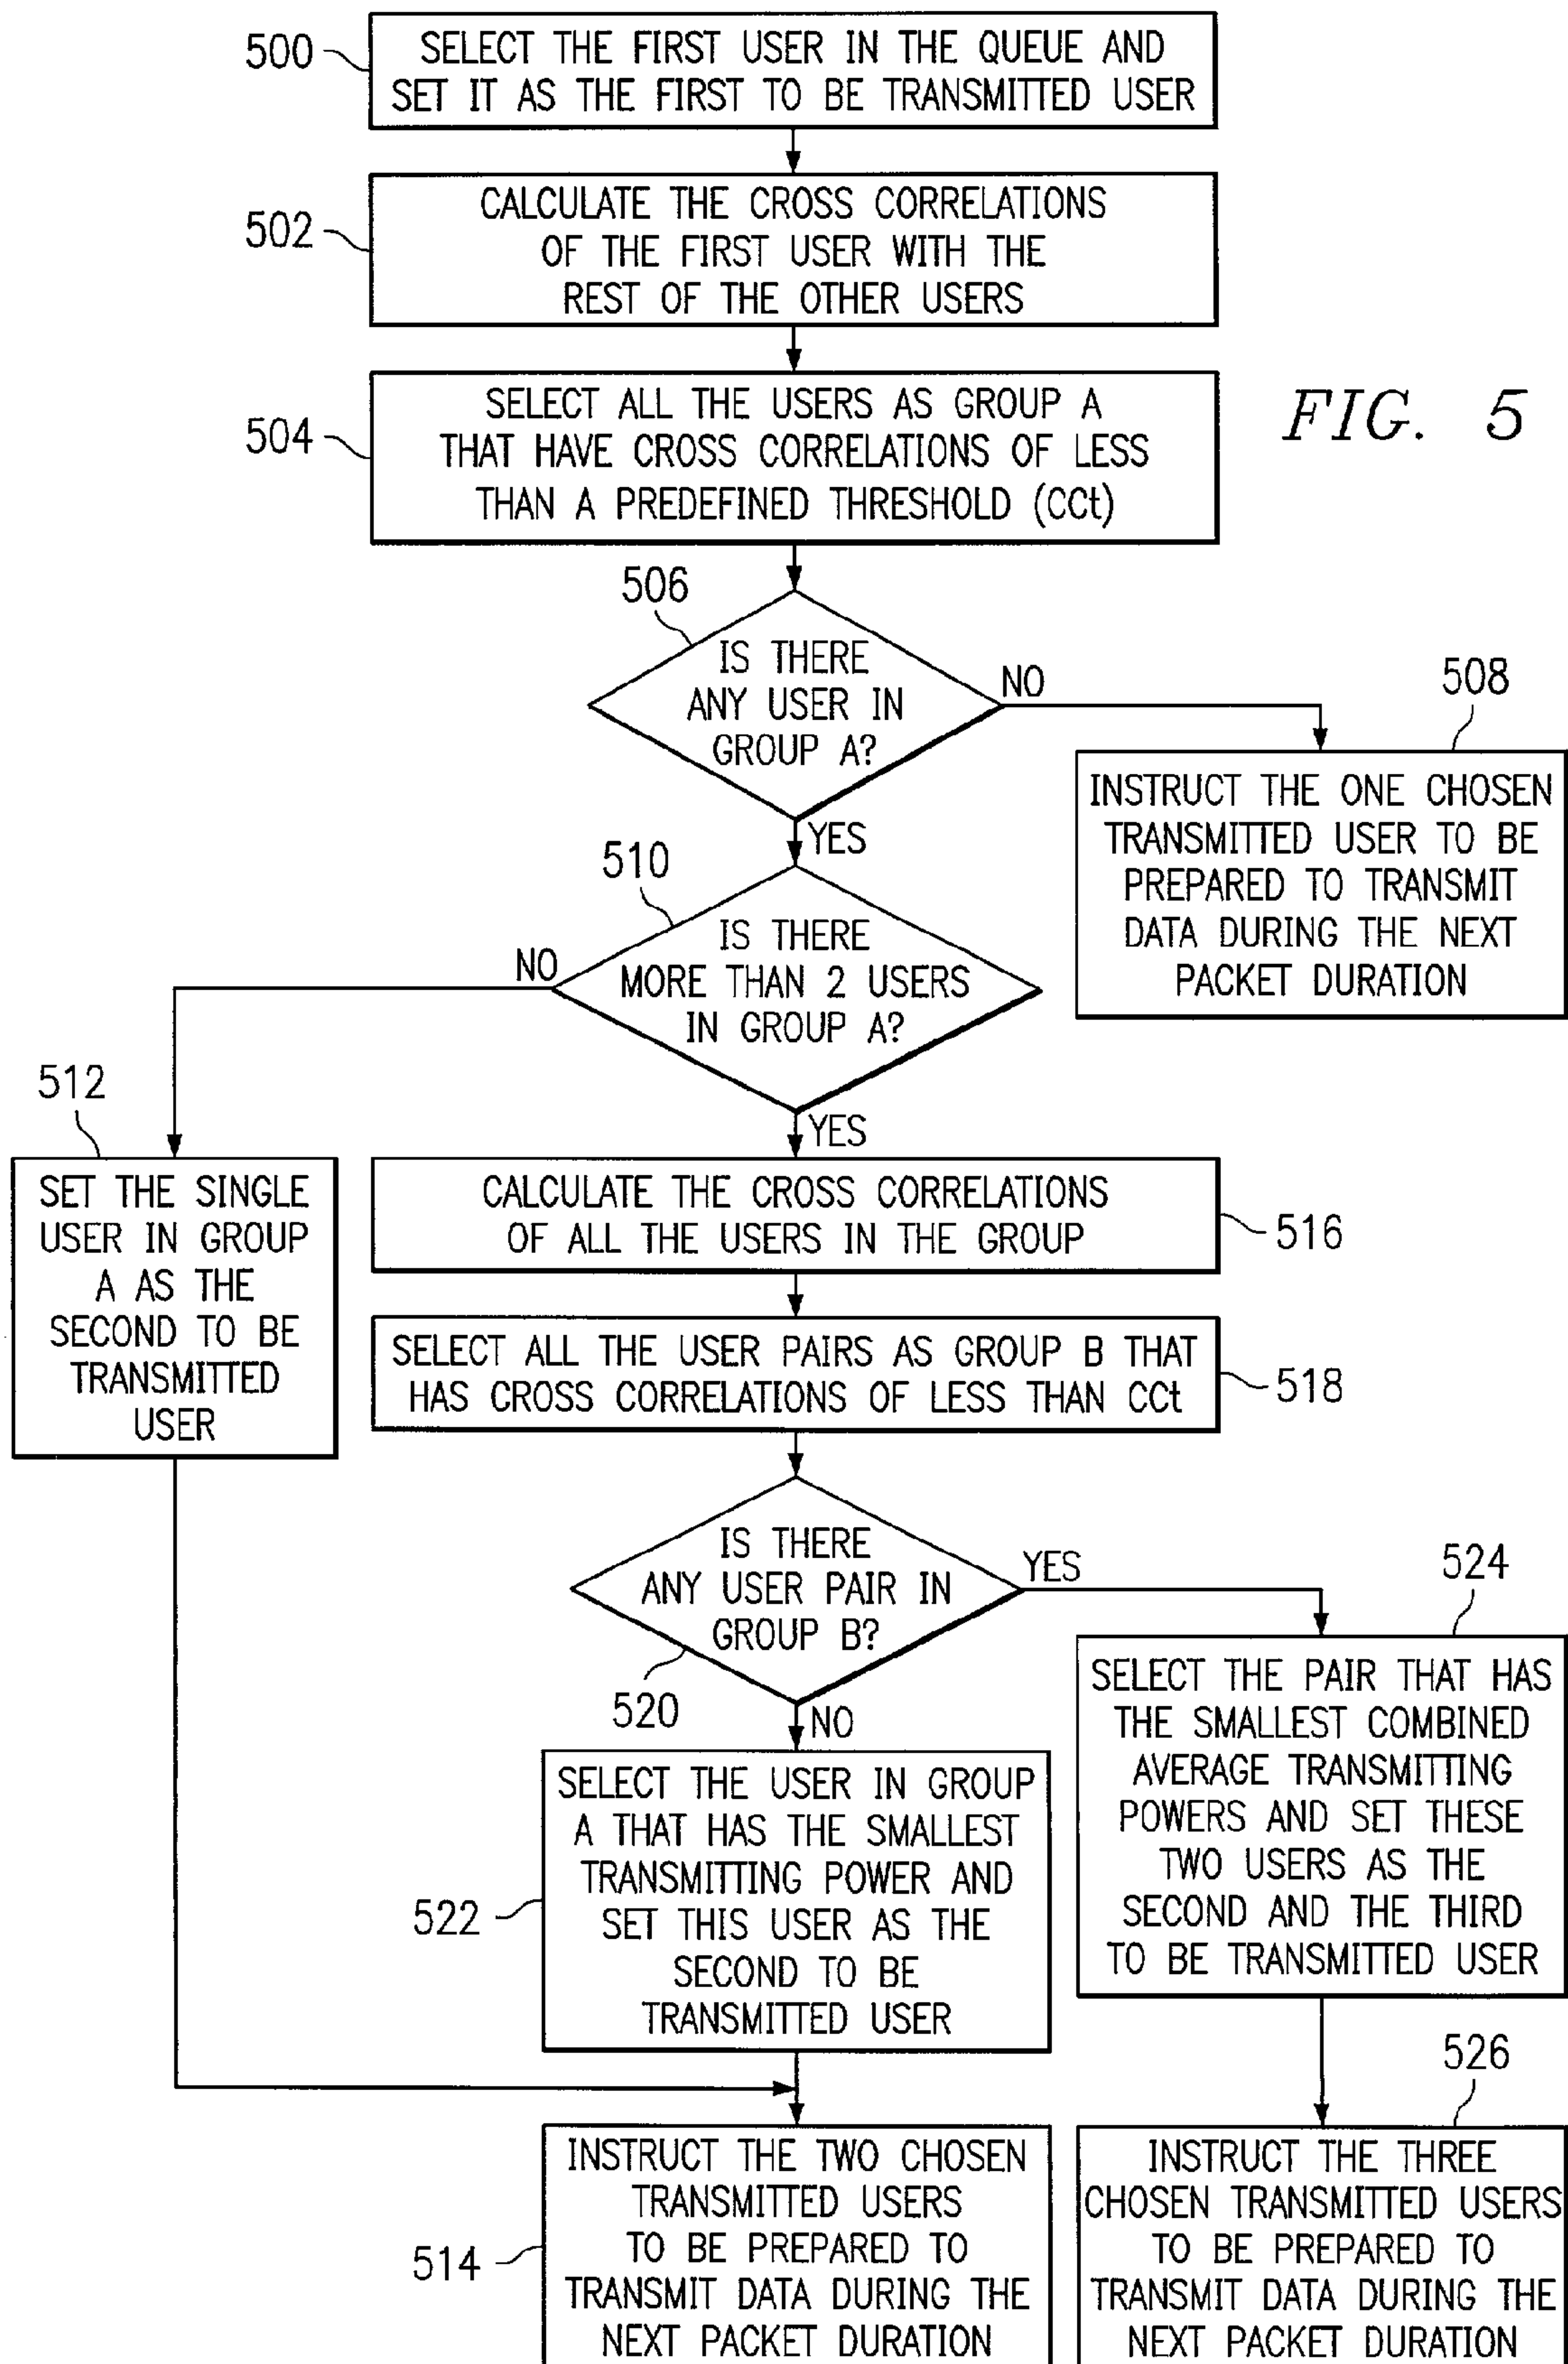 500
SELECT THE FIRST USER IN THE QUEUE AND
SET IT AS THE FIRST TO BE TRANSMITTED USER
502
CALCULATE THE CROSS CORRELATIONS
OF THE FIRST USER WITH THE
REST OF THE OTHER USERS
504
SELECT ALL THE USERS AS GROUP A
THAT HAVE CROSS CORRELATIONS OF LESS
THAN A PREDEFINED THRESHOLD (CCt)
FIG. 5
506
IS THERE
ANY USER IN
GROUP A?
NO
YES
508
INSTRUCT THE ONE CHOSEN
TRANSMITTED USER TO BE
PREPARED TO TRANSMIT
DATA DURING THE NEXT
PACKET DURATION
510
IS THERE
MORE THAN 2 USERS
IN GROUP A?
NO
YES
512
SET THE SINGLE
USER IN GROUP
A AS THE
SECOND TO BE
TRANSMITTED
USER
CALCULATE THE CROSS CORRELATIONS
OF ALL THE USERS IN THE GROUP
516
SELECT ALL THE USER PAIRS AS GROUP B THAT
HAS CROSS CORRELATIONS OF LESS THAN CCt
518
IS THERE
ANY USER PAIR IN
GROUP B?
520
YES
NO
524
SELECT THE PAIR THAT HAS
THE SMALLEST COMBINED
AVERAGE TRANSMITTING
POWERS AND SET THESE
TWO USERS AS THE
SECOND AND THE THIRD
TO BE TRANSMITTED USER
522
SELECT THE USER IN GROUP
A THAT HAS THE SMALLEST
TRANSMITTING POWER AND
SET THIS USER AS THE
SECOND TO BE
TRANSMITTED USER
514
INSTRUCT THE TWO CHOSEN
TRANSMITTED USERS
TO BE PREPARED TO
TRANSMIT DATA DURING THE
NEXT PACKET DURATION
526
INSTRUCT THE THREE
CHOSEN TRANSMITTED USERS
TO BE PREPARED TO
TRANSMIT DATA DURING THE
NEXT PACKET DURATION